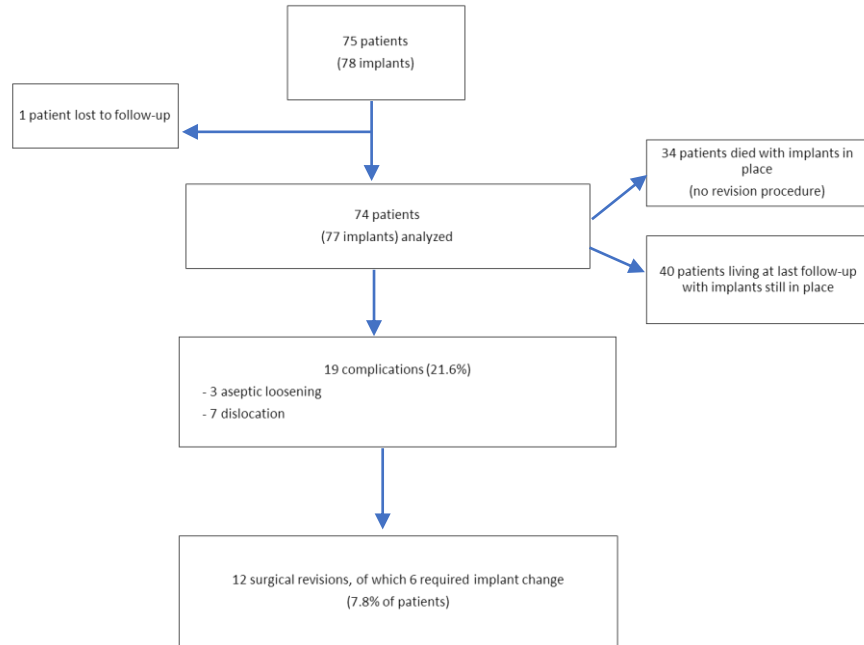 75 patients
(78 implants)
1 patient lost to follow-up
34 patients died with implants in
place
(no revision procedure)
74 patients
(77 implants) analyzed
40 patients living at last follow-up
with implants still in place
19 complications (21.6%)
- 3 aseptic loosening
- 7 dislocation
12 surgical revisions, of which 6 required implant change
(7.8% of patients)